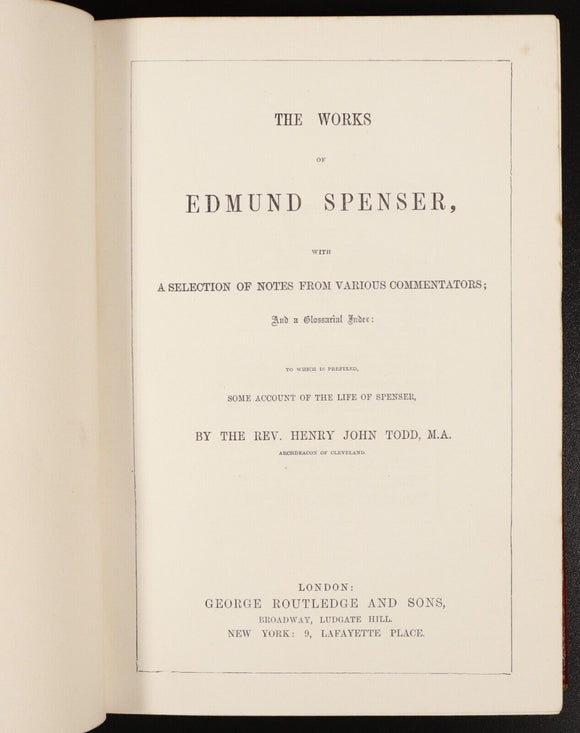 THE WORKS
OF
EDMUND SPENSER,
WITH
A SELECTION OF NOTES FROM VARIOUS COMMENTATORS;
And a Glossarial Index:
TO WHICH IS PREFIXED,
SOME ACCOUNT OF THE LIFE OF SPENSER,
BY THE REV. HENRY JOHN TODD, M.A.
ARCHDEACON OF CLEVELAND.
LONDON:
GEORGE ROUTLEDGE AND SONS,
BROADWAY, LUDGATE HILL.
NEW YORK: 9, LAFAYETTE PLACE.